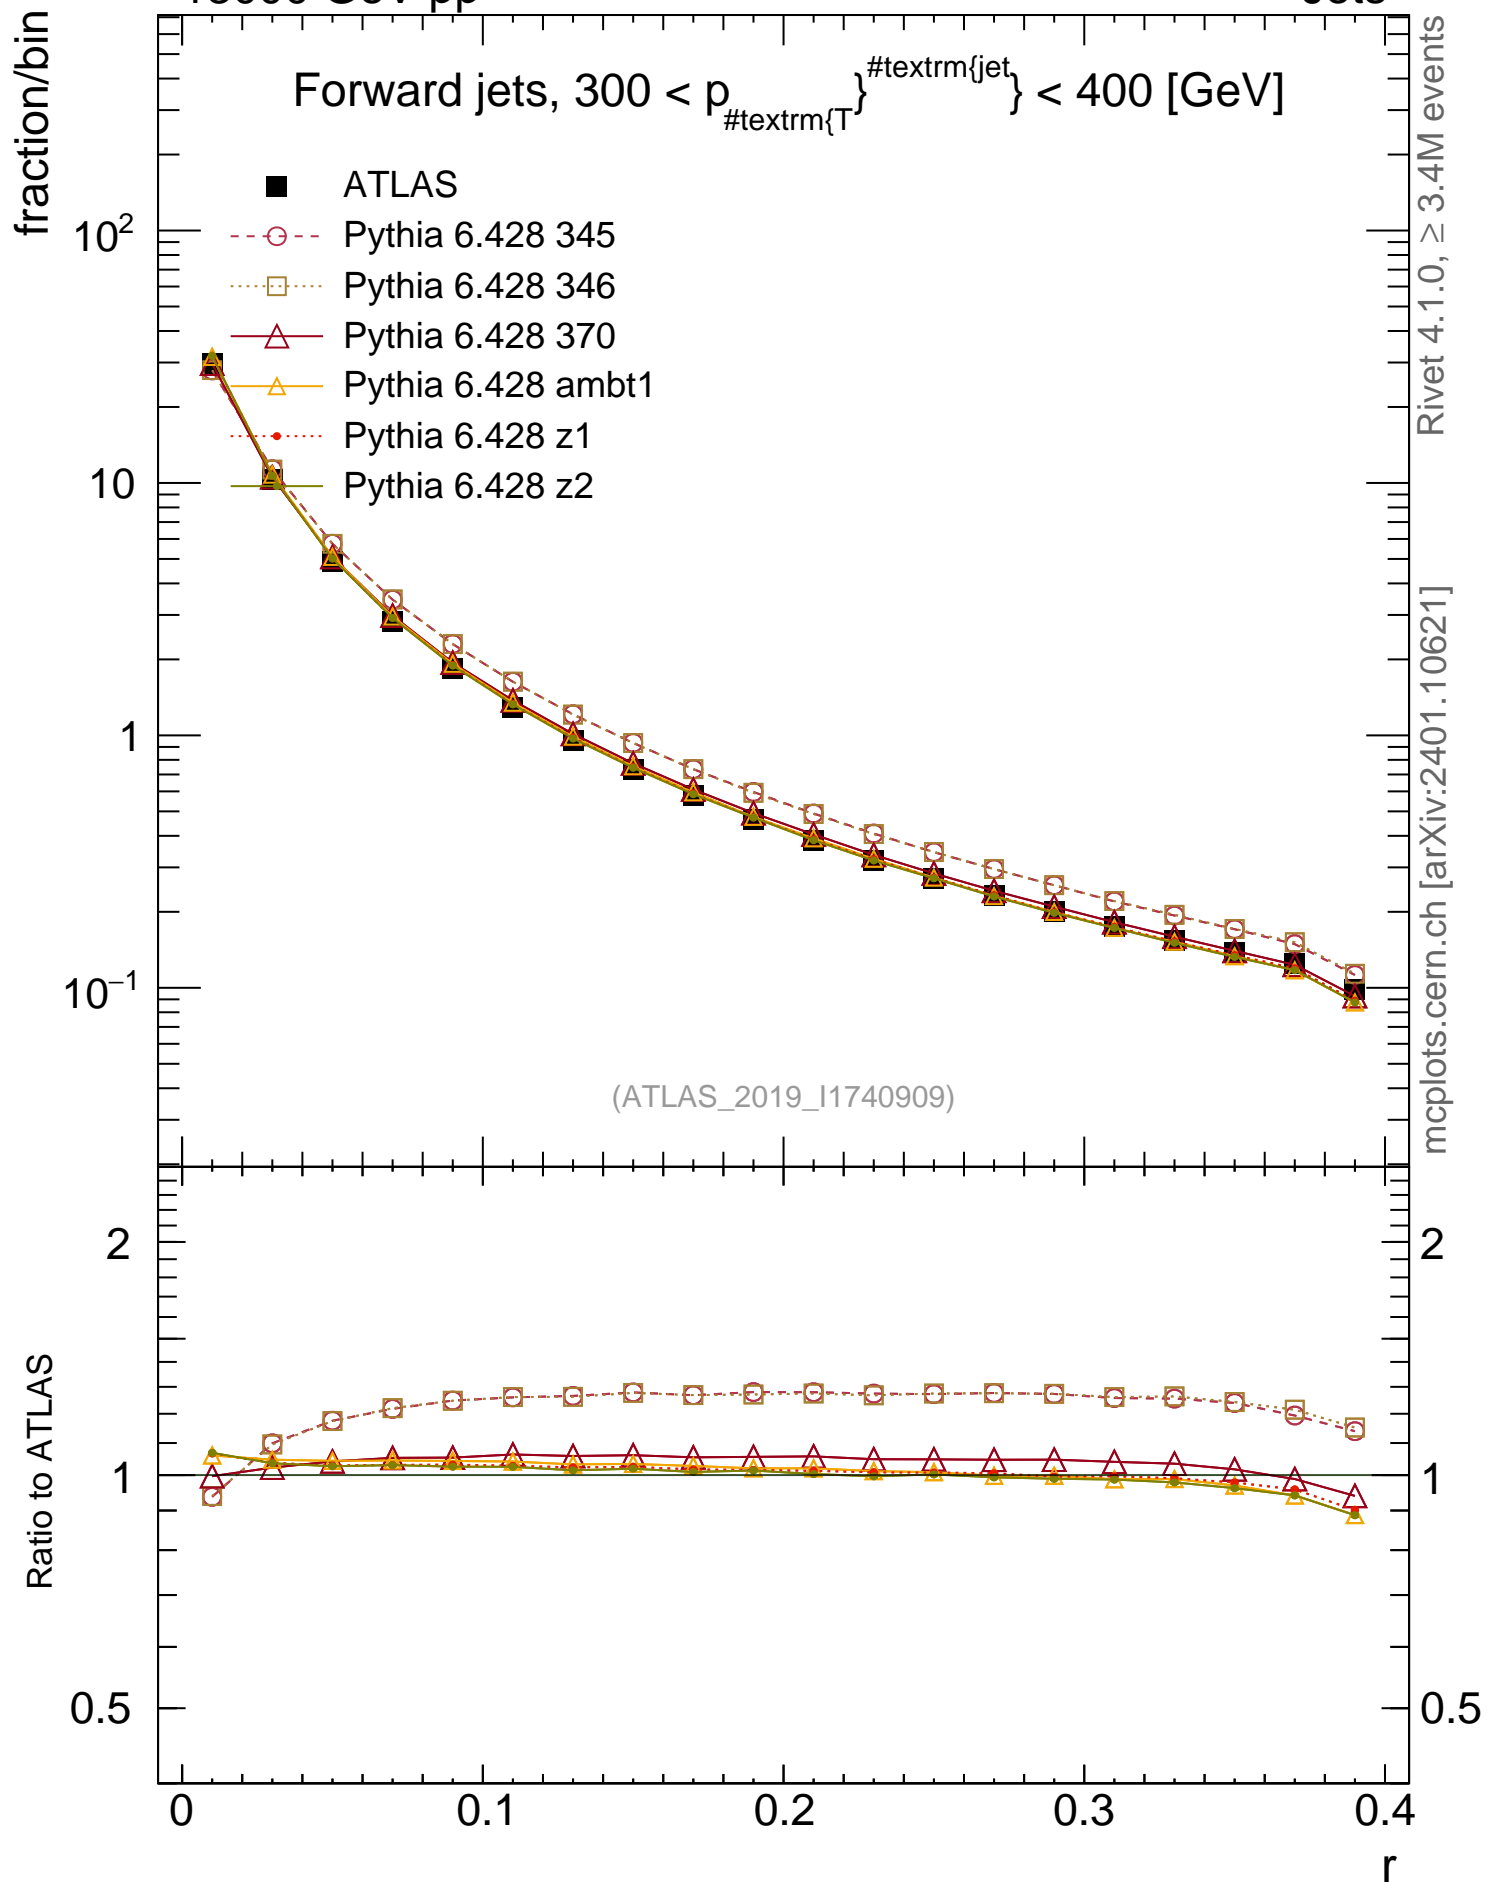 fraction/bin
Forward jets, 300 < p_#textrm{T}^#textrm{jet} < 400 [GeV]
ATLAS
Pythia 6.428 345
Pythia 6.428 346
Pythia 6.428 370
Pythia 6.428 ambt1
Pythia 6.428 z1
Pythia 6.428 z2
10²
10
1
10⁻¹
(ATLAS_2019_I1740909)
Rivet 4.1.0, ≥ 3.4M events
mcplots.cern.ch [arXiv:2401.10621]
Ratio to ATLAS
2
1
0.5
2
1
0.5
0 0.1 0.2 0.3 0.4
r